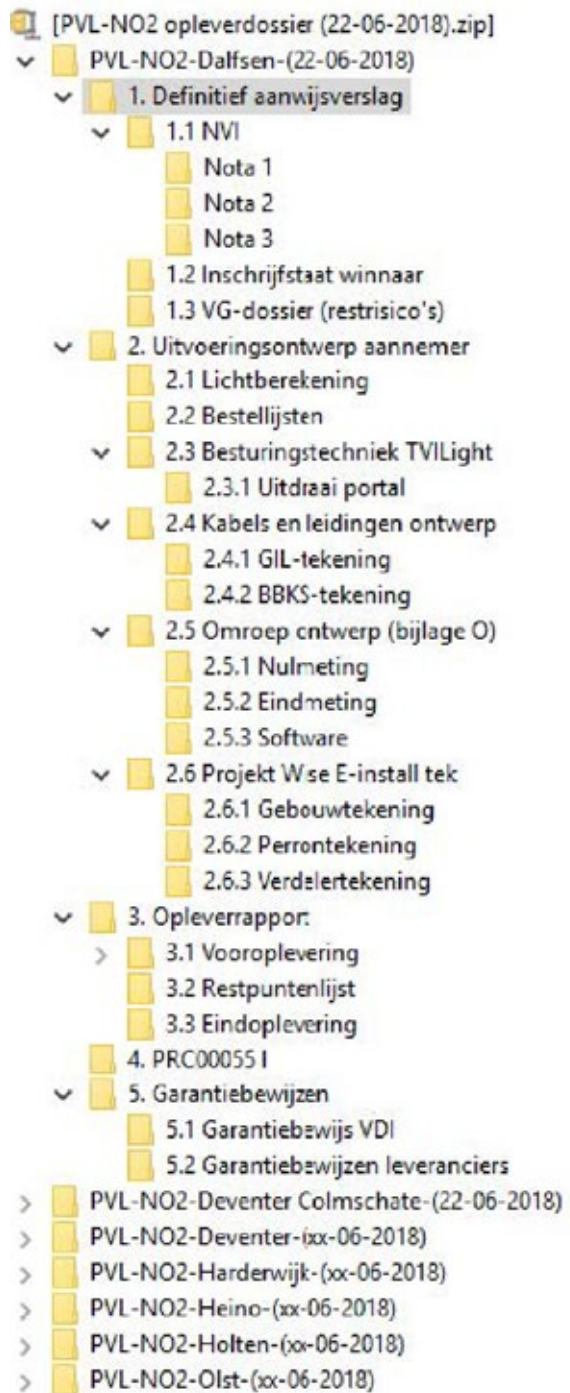 [PVL-NO2 opleverdossier (22-06-2018).zip]
PVL-NO2-Dalfsen-(22-06-2018)
1. Definitief aanwijsverslag
1.1 NVI
Nota 1
Nota 2
Nota 3
1.2 Inschrijfstaat winnaar
1.3 VG-dossier (restrisico's)
2. Uitvoeringsontwerp aannemer
2.1 Lichtberekening
2.2 Bestellijsten
2.3 Besturingstechniek TVILight
2.3.1 Uitdraai portal
2.4 Kabels en leidingen ontwerp
2.4.1 GIL-tekening
2.4.2 BBKS-tekening
2.5 Omroep ontwerp (bijlage O)
2.5.1 Nulmeting
2.5.2 Eindmeting
2.5.3 Software
2.6 Projekt Wise E-install tek
2.6.1 Gebouwtekening
2.6.2 Perrontekening
2.6.3 Verdelertekening
3. Opleverrapport
3.1 Vooroplevering
3.2 Restpuntenlijst
3.3 Eindoplevering
4. PRC00055 I
5. Garantiebewijzen
5.1 Garantiebewijs VDI
5.2 Garantiebewijzen leveranciers
PVL-NO2-Deventer Colmschate-(22-06-2018)
PVL-NO2-Deventer-(xx-06-2018)
PVL-NO2-Harderwijk-(xx-06-2018)
PVL-NO2-Heino-(xx-06-2018)
PVL-NO2-Holten-(xx-06-2018)
PVL-NO2-Olst-(xx-06-2018)